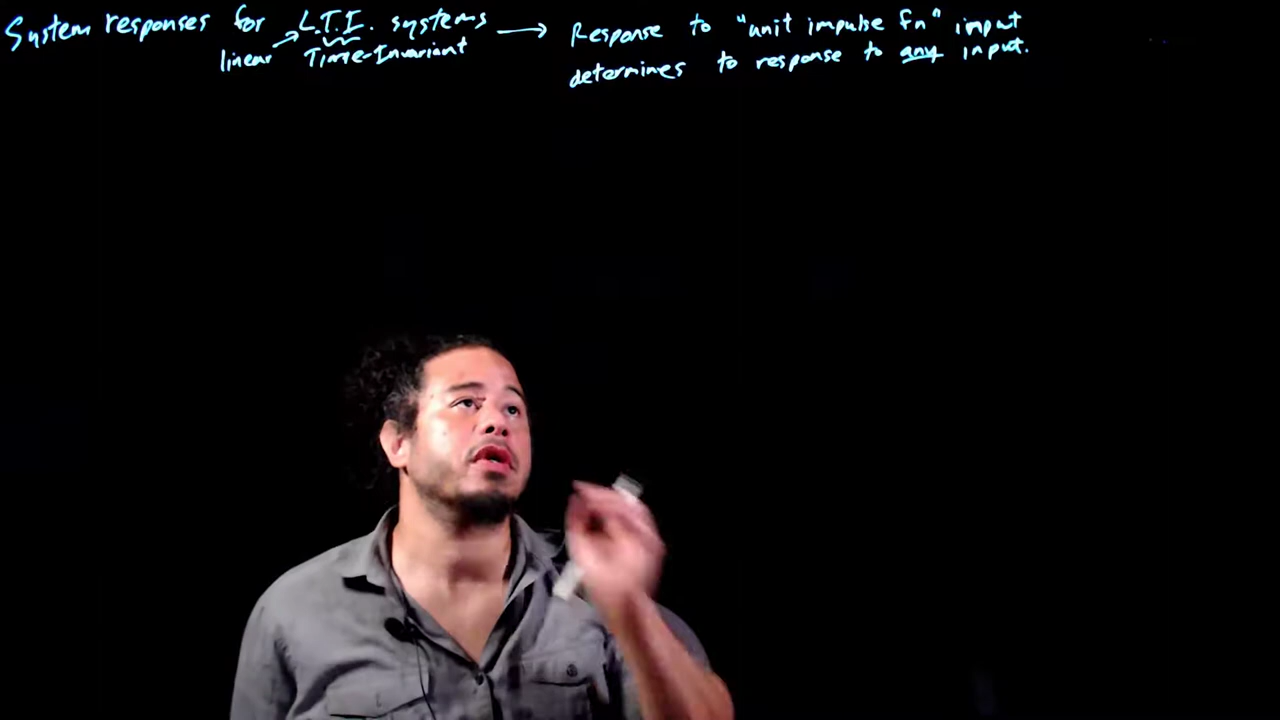 System responses for L.T.I. systems → Response to "unit impulse fn" input
linear Time-Invariant determines to response to any input.